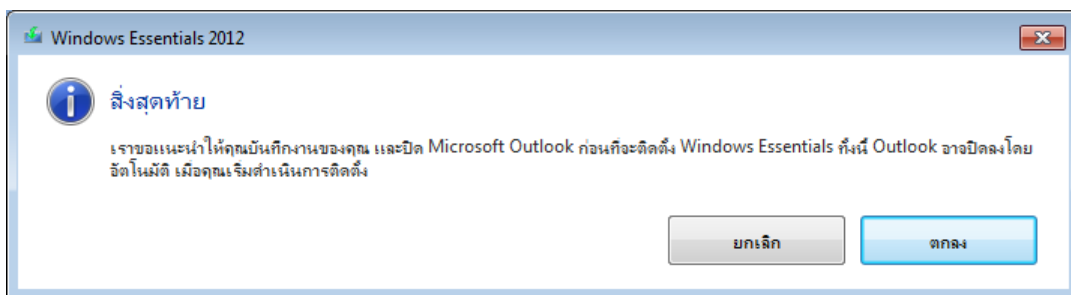 Windows Essentials 2012
สิ่งสุดท้าย
เราขอแนะนำให้คุณบันทึกงานของคุณ และปิด Microsoft Outlook ก่อนที่จะติดตั้ง Windows Essentials ทั้งนี้ Outlook อาจปิดลงโดย
อัตโนมัติ เมื่อคุณเริ่มดำเนินการติดตั้ง
ยกเลิก
ตกลง